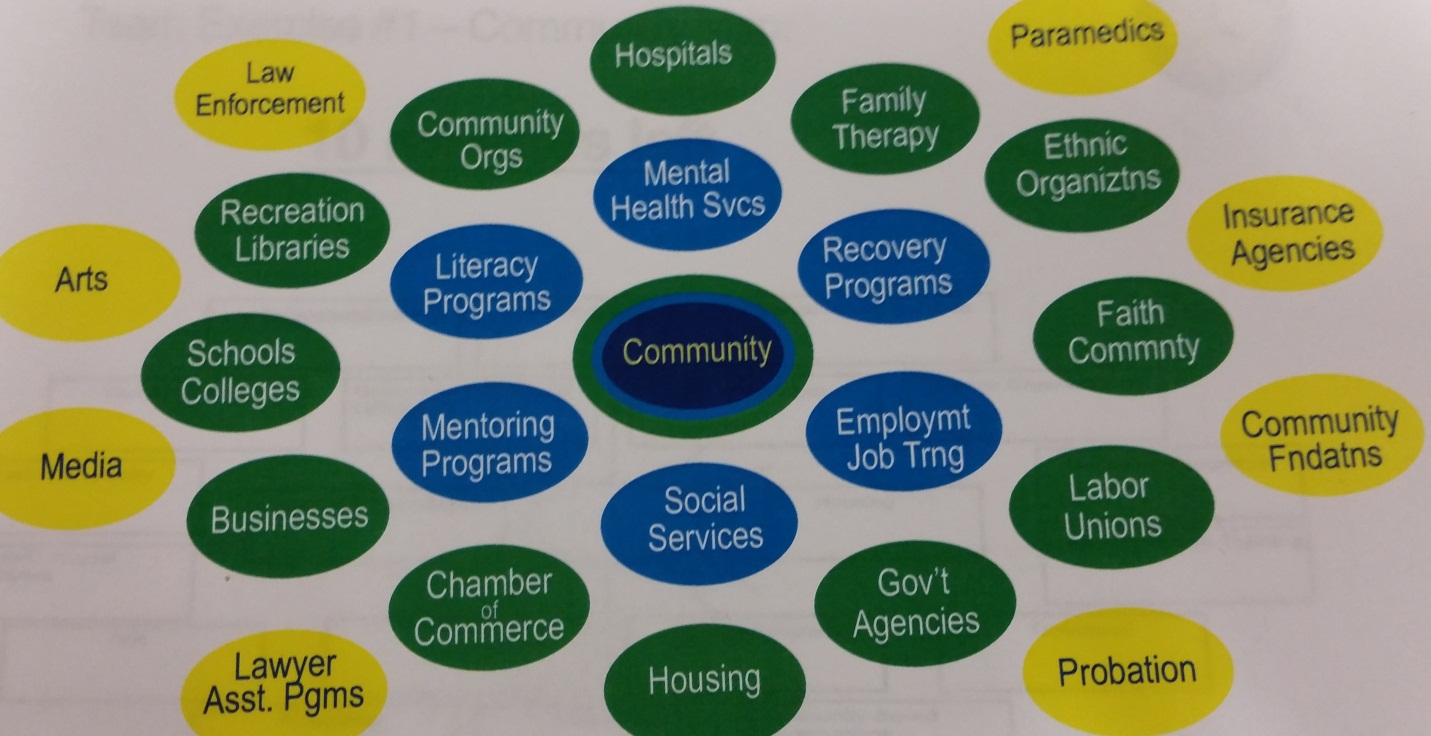 Hospitals
Paramedics
Law
Enforcement
Community
Orgs
Family
Therapy
Ethnic
Organiztns
Mental
Health Svcs
Recreation
Libraries
Insurance
Agencies
Arts
Literacy
Programs
Recovery
Programs
Faith
Commnty
Community
Schools
Colleges
Mentoring
Programs
Employmt
Job Trng
Community
Fndatns
Media
Businesses
Social
Services
Labor
Unions
Chamber
of
Commerce
Gov't
Agencies
Lawyer
Asst. Pgms
Housing
Probation